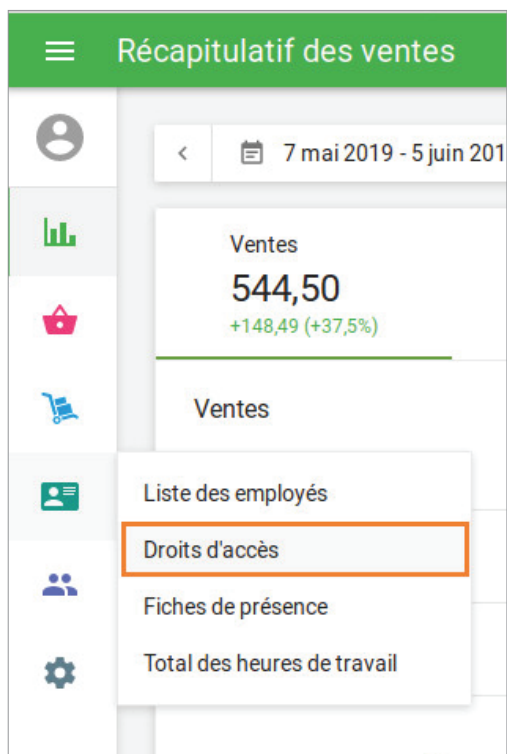 Récapitulatif des ventes
7 mai 2019 - 5 juin 201
Ventes
544,50
+148,49 (+37,5%)
Ventes
Liste des employés
Droits d'accès
Fiches de présence
Total des heures de travail